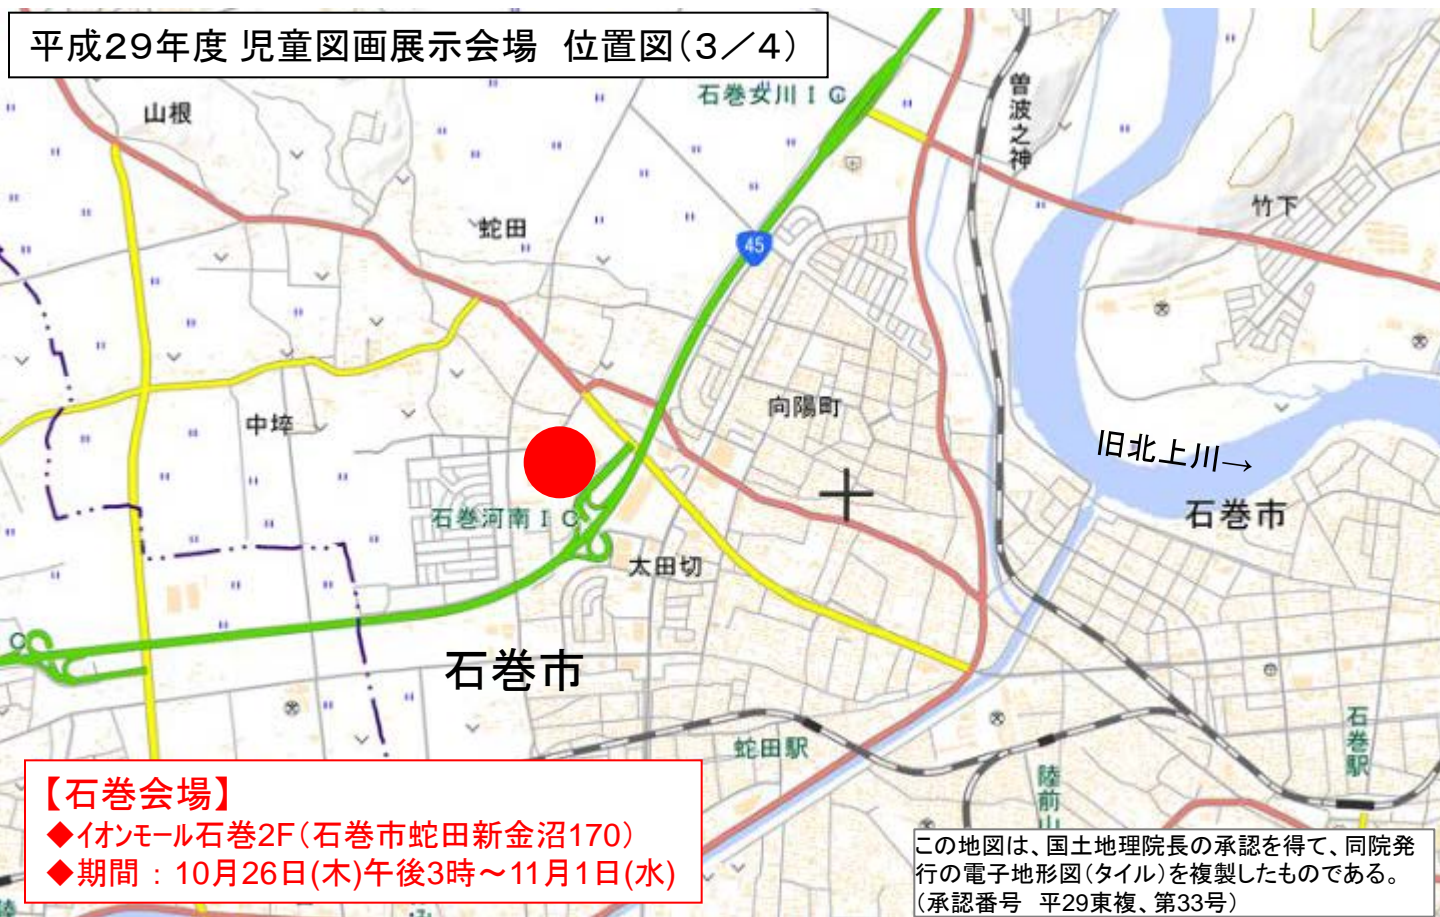 平成29年度 児童図画展示会場　位置図(3／4)
石巻女川ＩＣ
曽波之神
山根
竹下
蛇田
45
向陽町
中埣
旧北上川→
石巻河南ＩＣ
石巻市
太田切
C
石巻市
石巻駅
蛇田駅
陸前山
【石巻会場】
◆イオンモール石巻2F(石巻市蛇田新金沼170)
◆期間 : 10月26日(木)午後3時～11月1日(水)
この地図は、国土地理院長の承認を得て、同院発
行の電子地形図(タイル)を複製したものである。
(承認番号　平29東複、第33号)